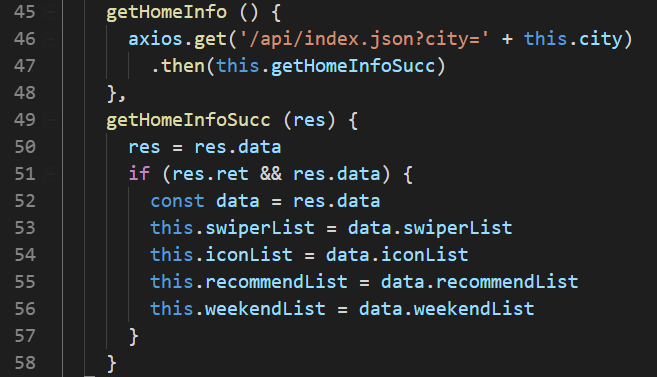 45 getHomeInfo () {
46 axios.get('/api/index.json?city=' + this.city)
47 .then(this.getHomeInfoSucc)
48 },
49 getHomeInfoSucc (res) {
50 res = res.data
51 if (res.ret && res.data) {
52 const data = res.data
53 this.swiperList = data.swiperList
54 this.iconList = data.iconList
55 this.recommendList = data.recommendList
56 this.weekendList = data.weekendList
57 }
58 }